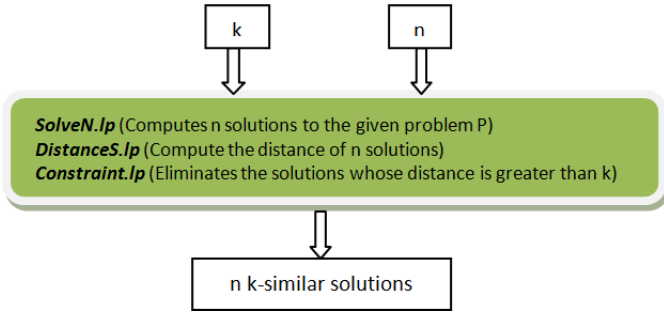 k
n
SolveN.lp (Computes n solutions to the given problem P)
DistanceS.lp (Compute the distance of n solutions)
Constraint.lp (Eliminates the solutions whose distance is greater than k)
n k-similar solutions